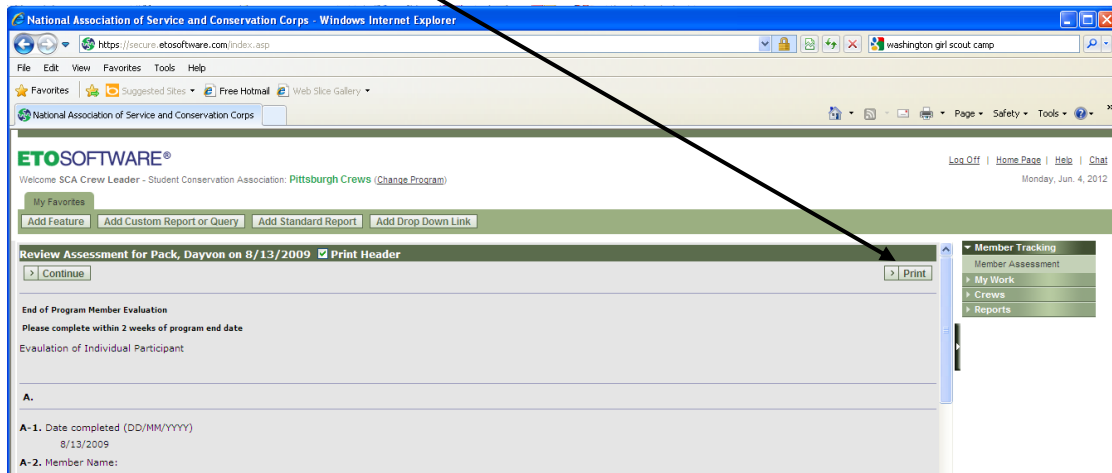 National Association of Service and Conservation Corps - Windows Internet Explorer
https://secure.etosoftware.com/index.asp
washington girl scout camp
File Edit View Favorites Tools Help
Favorites Suggested Sites Free Hotmail Web Slice Gallery
National Association of Service and Conservation Corps
Page Safety Tools »
ETOSOFTWARE®
Log Off | Home Page | Help | Chat
Welcome SCA Crew Leader - Student Conservation Association: Pittsburgh Crews (Change Program)
Monday, Jun. 4, 2012
My Favorites
Add Feature Add Custom Report or Query Add Standard Report Add Drop Down Link
Review Assessment for Pack, Dayvon on 8/13/2009 Print Header
> Continue
> Print
Member Tracking
Member Assessment
My Work
Crews
Reports
End of Program Member Evaluation
Please complete within 2 weeks of program end date
Evaulation of Individual Participant
A.
A-1. Date completed (DD/MM/YYYY)
8/13/2009
A-2. Member Name: